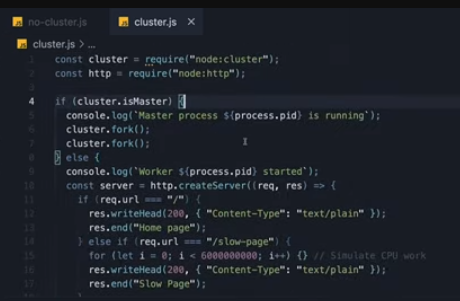 no-cluster.js
cluster.js ×
cluster.js > ...
1 const cluster = require("node:cluster");
2 const http = require("node:http");
3
4 if (cluster.isMaster) {
5 console.log(`Master process ${process.pid} is running`);
6 cluster.fork();
7 cluster.fork();
8 } else {
9 console.log(`Worker ${process.pid} started`);
10 const server = http.createServer((req, res) => {
11 if (req.url === "/") {
12 res.writeHead(200, { "Content-Type": "text/plain" });
13 res.end("Home page");
14 } else if (req.url === "/slow-page") {
15 for (let i = 0; i < 6000000000; i++) {} // Simulate CPU work
16 res.writeHead(200, { "Content-Type": "text/plain" });
17 res.end("Slow Page");